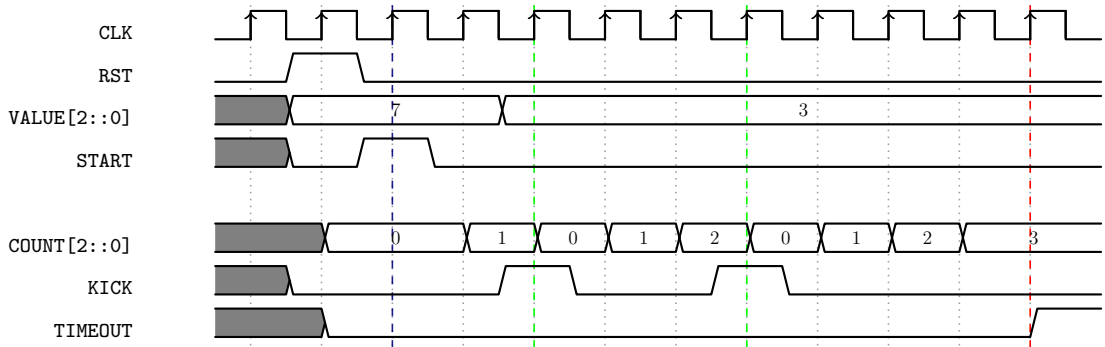 CLK
RST
VALUE[2::0] 7 3
START
COUNT[2::0] 0 1 0 1 2 0 1 2 3
KICK
TIMEOUT